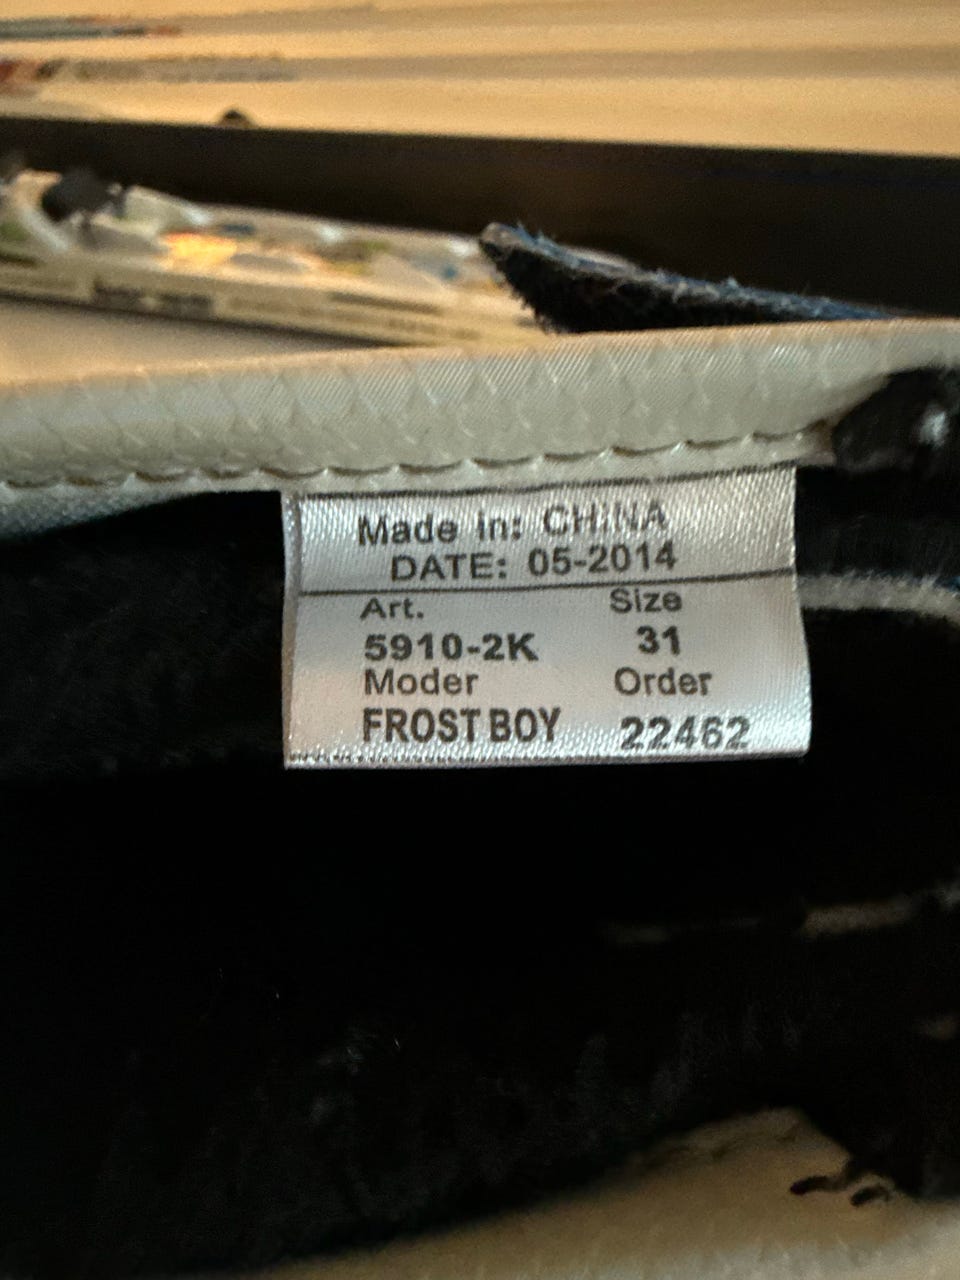 Made in: CHINA
DATE: 05-2014
Art. Size
5910-2K 31
Moder Order
FROST BOY 22462